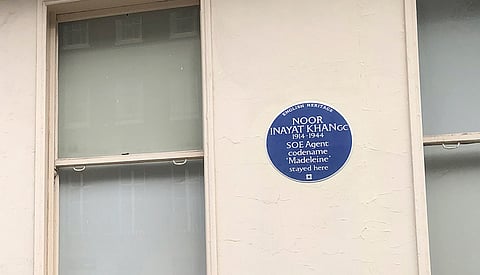 ENGLISH HERITAGE
NOOR
INAYAT KHAN GC
1914-1944
SOE Agent
codename
'Madeleine'
stayed here